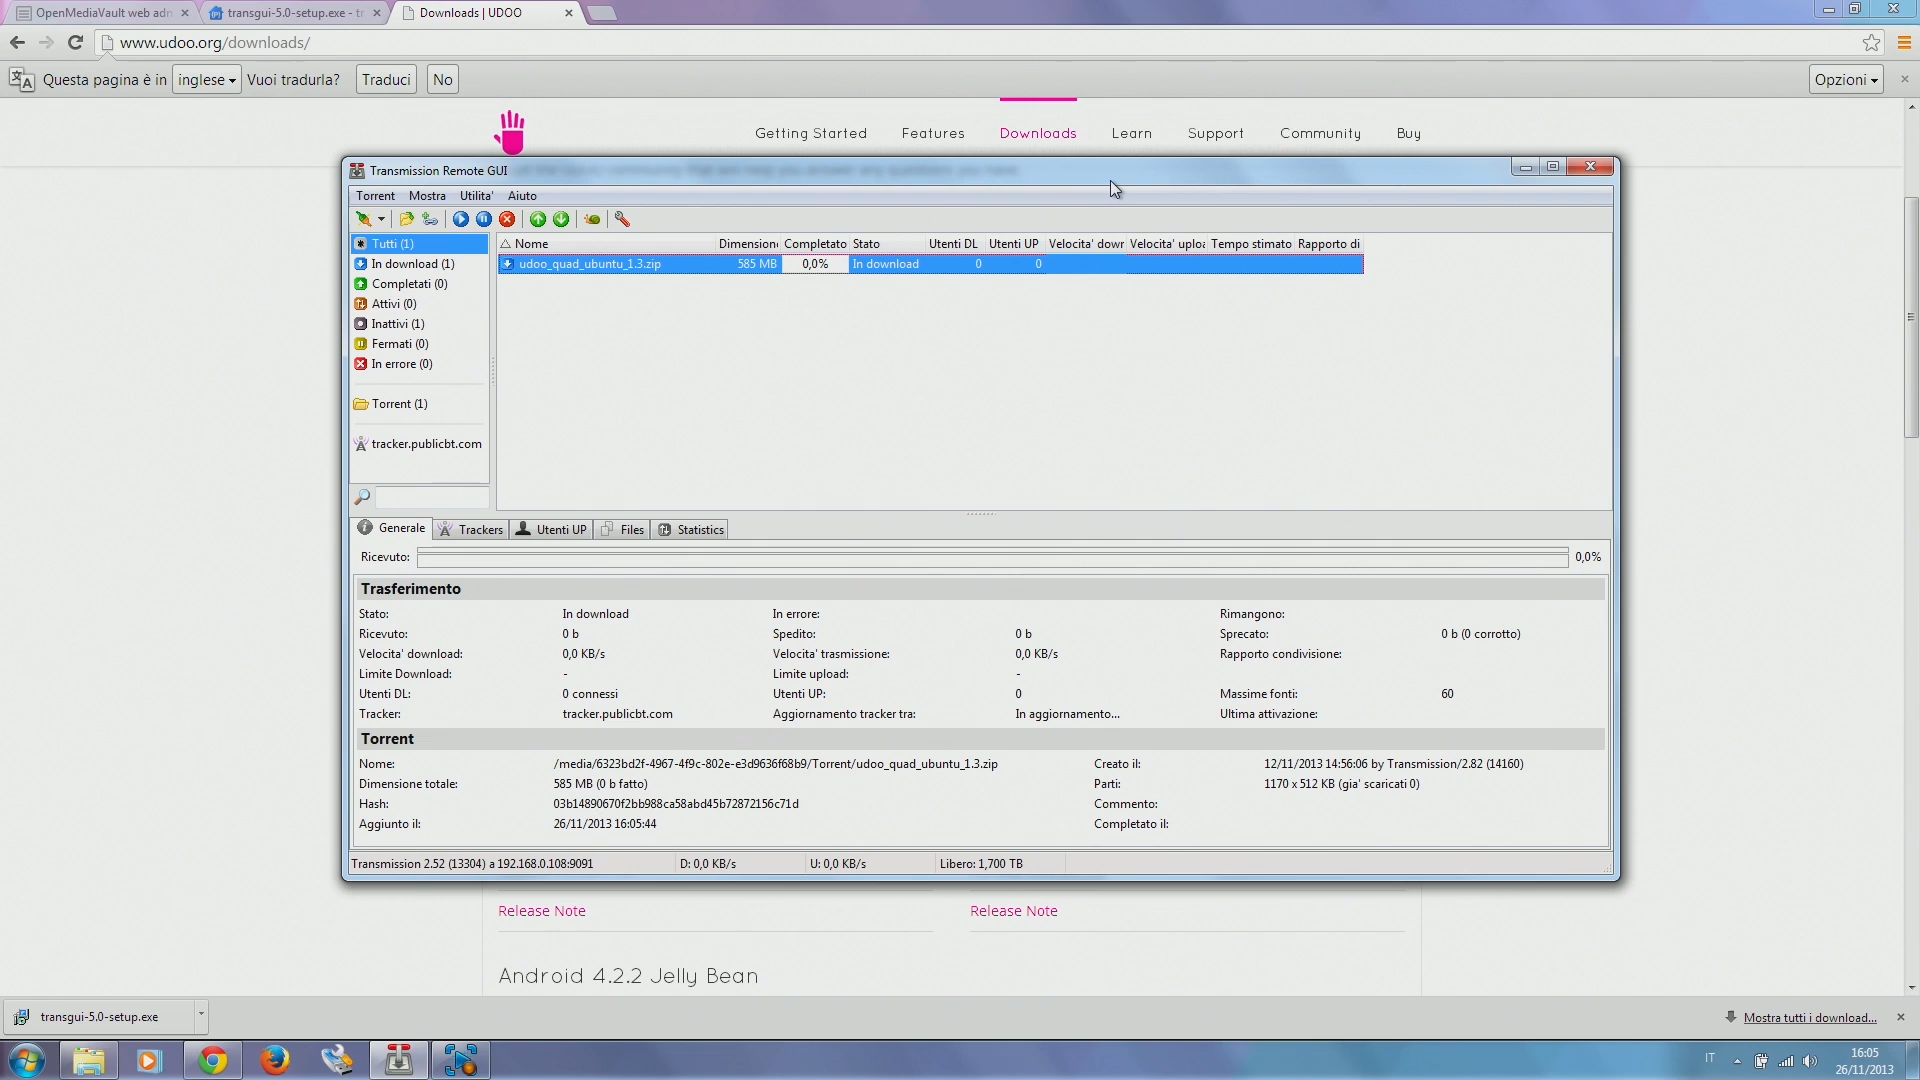 OpenMediaVault web adn
transgui-5.0-setup.exe - t
Downloads | UDOO
www.udoo.org/downloads/
Questa pagina è in inglese Vuoi tradurla? Traduci No Opzioni
Getting Started Features Downloads Learn Support Community Buy
Transmission Remote GUI
Torrent Mostra Utilita' Aiuto
Nome Dimensione Completato Stato Utenti DL Utenti UP Velocita' dowr Velocita' uploa Tempo stimato Rapporto di
udoo_quad_ubuntu_1.3.zip 585 MB 0,0% In download 0 0
Tutti (1)
In download (1)
Completati (0)
Attivi (0)
Inattivi (1)
Fermati (0)
In errore (0)
Torrent (1)
tracker.publicbt.com
Generale Trackers Utenti UP Files Statistics
Ricevuto: 0,0%
Trasferimento
Stato: In download In errore: Rimangono:
Ricevuto: 0 b Spedito: 0 b Sprecato: 0 b (0 corrotto)
Velocita' download: 0,0 KB/s Velocita' trasmissione: 0,0 KB/s Rapporto condivisione:
Limite Download: - Limite upload: -
Utenti DL: 0 connessi Utenti UP: 0 Massime fonti: 60
Tracker: tracker.publicbt.com Aggiornamento tracker tra: In aggiornamento... Ultima attivazione:
Torrent
Nome: /media/6323bd2f-4967-4f9c-802e-e3d9636f68b9/Torrent/udoo_quad_ubuntu_1.3.zip Creato il: 12/11/2013 14:56:06 by Transmission/2.82 (14160)
Dimensione totale: 585 MB (0 b fatto) Parti: 1170 x 512 KB (gia' scaricati 0)
Hash: 03b14890670f2bb988ca58abd45b72872156c71d Commento:
Aggiunto il: 26/11/2013 16:05:44 Completato il:
Transmission 2.52 (13304) a 192.168.0.108:9091 D: 0,0 KB/s U: 0,0 KB/s Libero: 1,700 TB
Release Note Release Note
Android 4.2.2 Jelly Bean
transgui-5.0-setup.exe Mostra tutti i download...
IT 16:05
26/11/2013